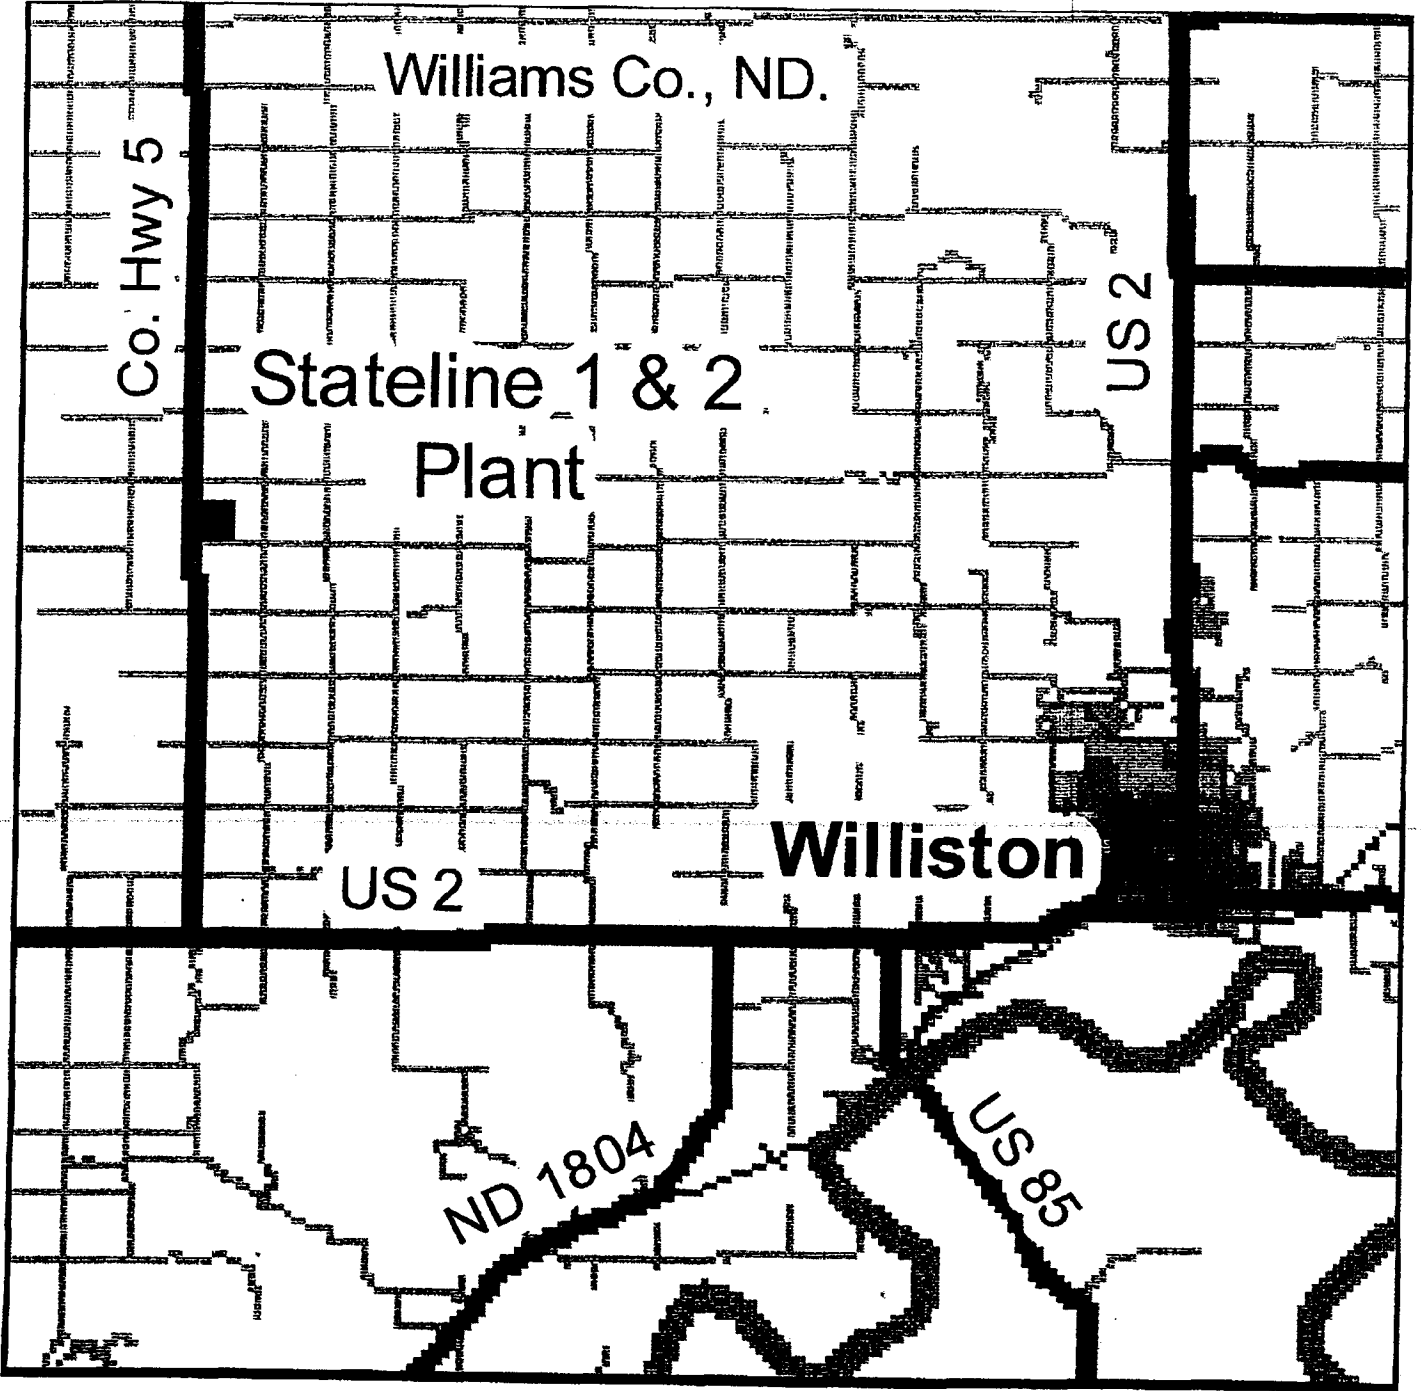 Williams Co., ND.
Co. Hwy 5
US 2
Stateline 1 & 2
Plant
Williston
US 2
ND 1804
US 85